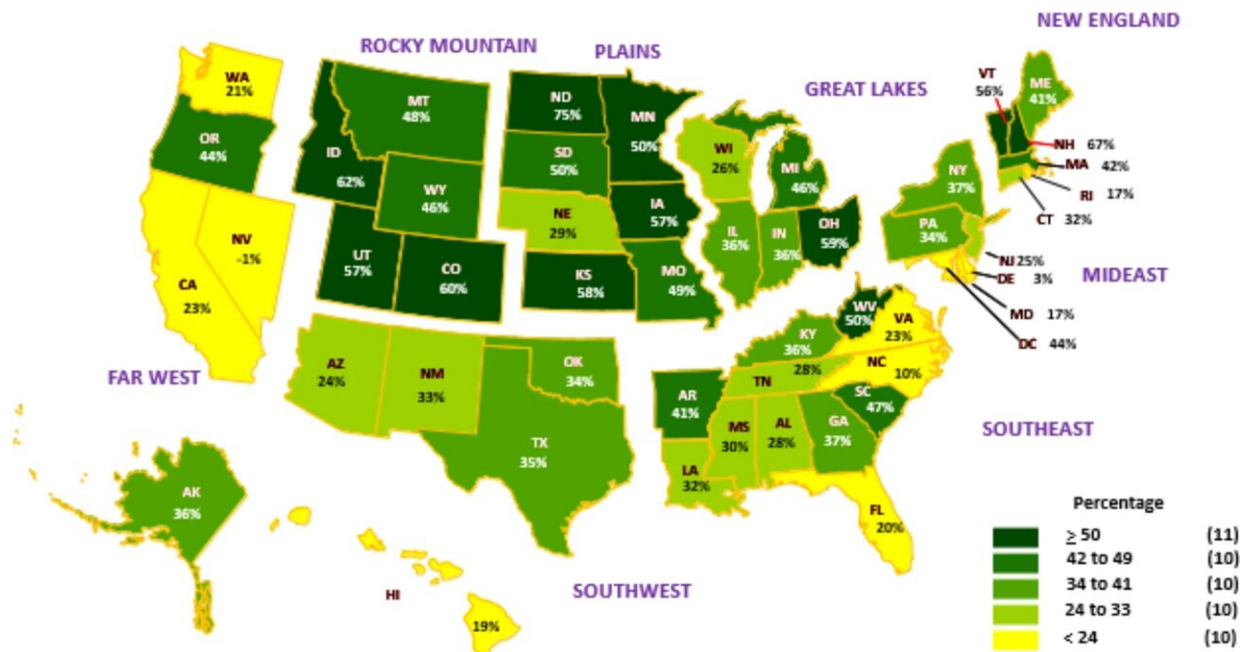 NEW ENGLAND
ROCKY MOUNTAIN
PLAINS
GREAT LAKES
WA
21%
OR
44%
MT
48%
ID
62%
WY
46%
ND
75%
SD
50%
NE
29%
MN
50%
IA
57%
KS
58%
MO
49%
WI
26%
MI
46%
IL
36%
IN
36%
OH
59%
VT
56%
ME
41%
NH 67%
MA 42%
RI 17%
CT 32%
NY
37%
PA
34%
NJ 25%
DE 3%
MD 17%
DC 44%
MIDEAST
NV
-1%
CA
23%
UT
57%
CO
60%
FAR WEST
AZ
24%
NM
33%
OK
34%
TX
35%
KY
36%
WV
50%
VA
23%
TN
28%
NC
10%
AR
41%
SC
47%
MS
30%
AL
28%
GA
37%
LA
32%
FL
20%
SOUTHEAST
AK
36%
HI
19%
SOUTHWEST
Percentage
≥ 50 (11)
42 to 49 (10)
34 to 41 (10)
24 to 33 (10)
< 24 (10)